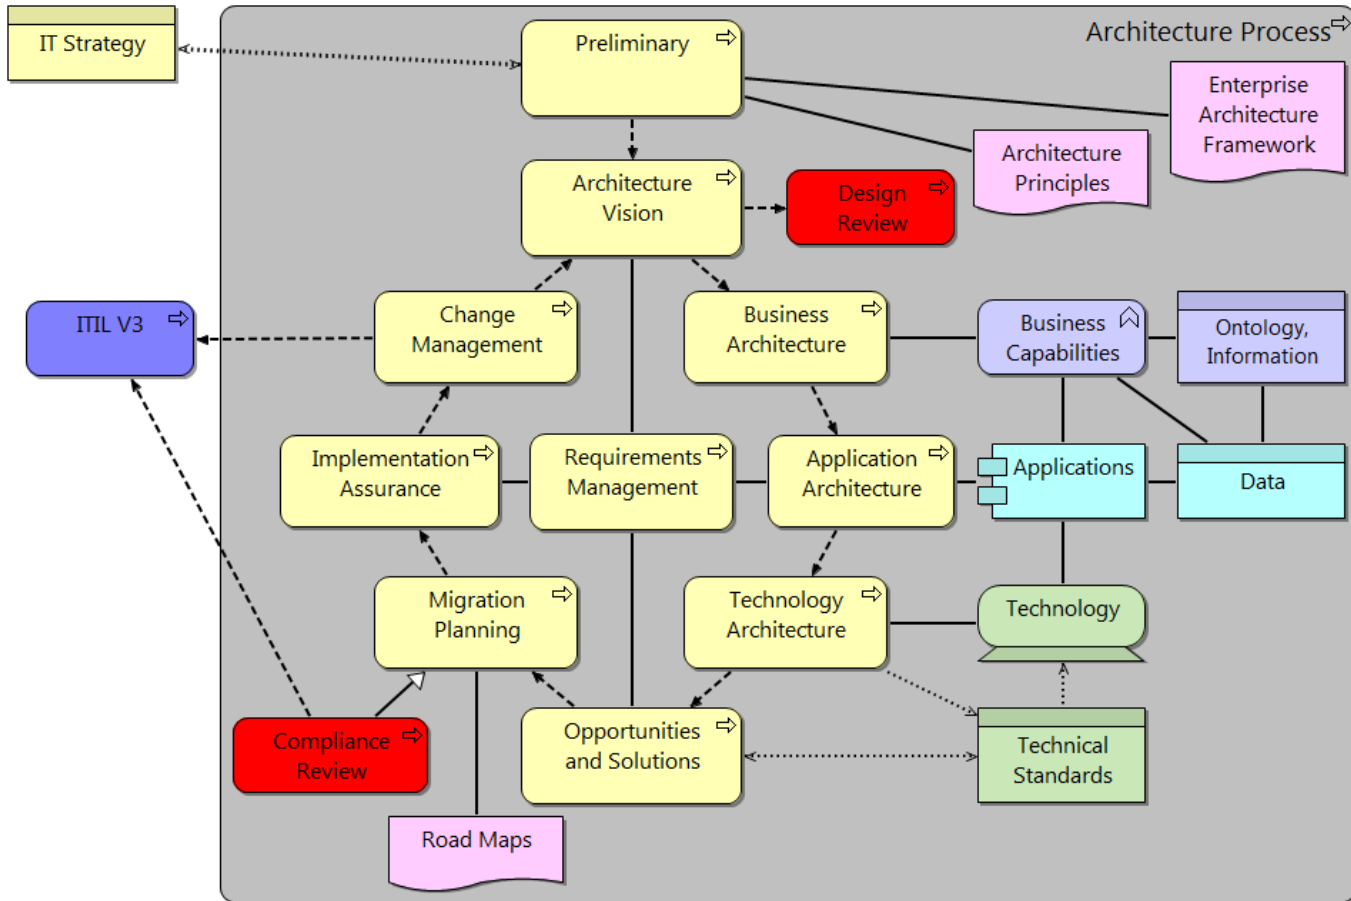 IT Strategy
Preliminary
Architecture Process
Enterprise
Architecture
Framework
Architecture
Principles
Architecture
Vision
Design
Review
ITIL V3
Change
Management
Business
Architecture
Business
Capabilities
Ontology,
Information
Implementation
Assurance
Requirements
Management
Application
Architecture
Applications
Data
Migration
Planning
Technology
Architecture
Technology
Compliance
Review
Opportunities
and Solutions
Technical
Standards
Road Maps